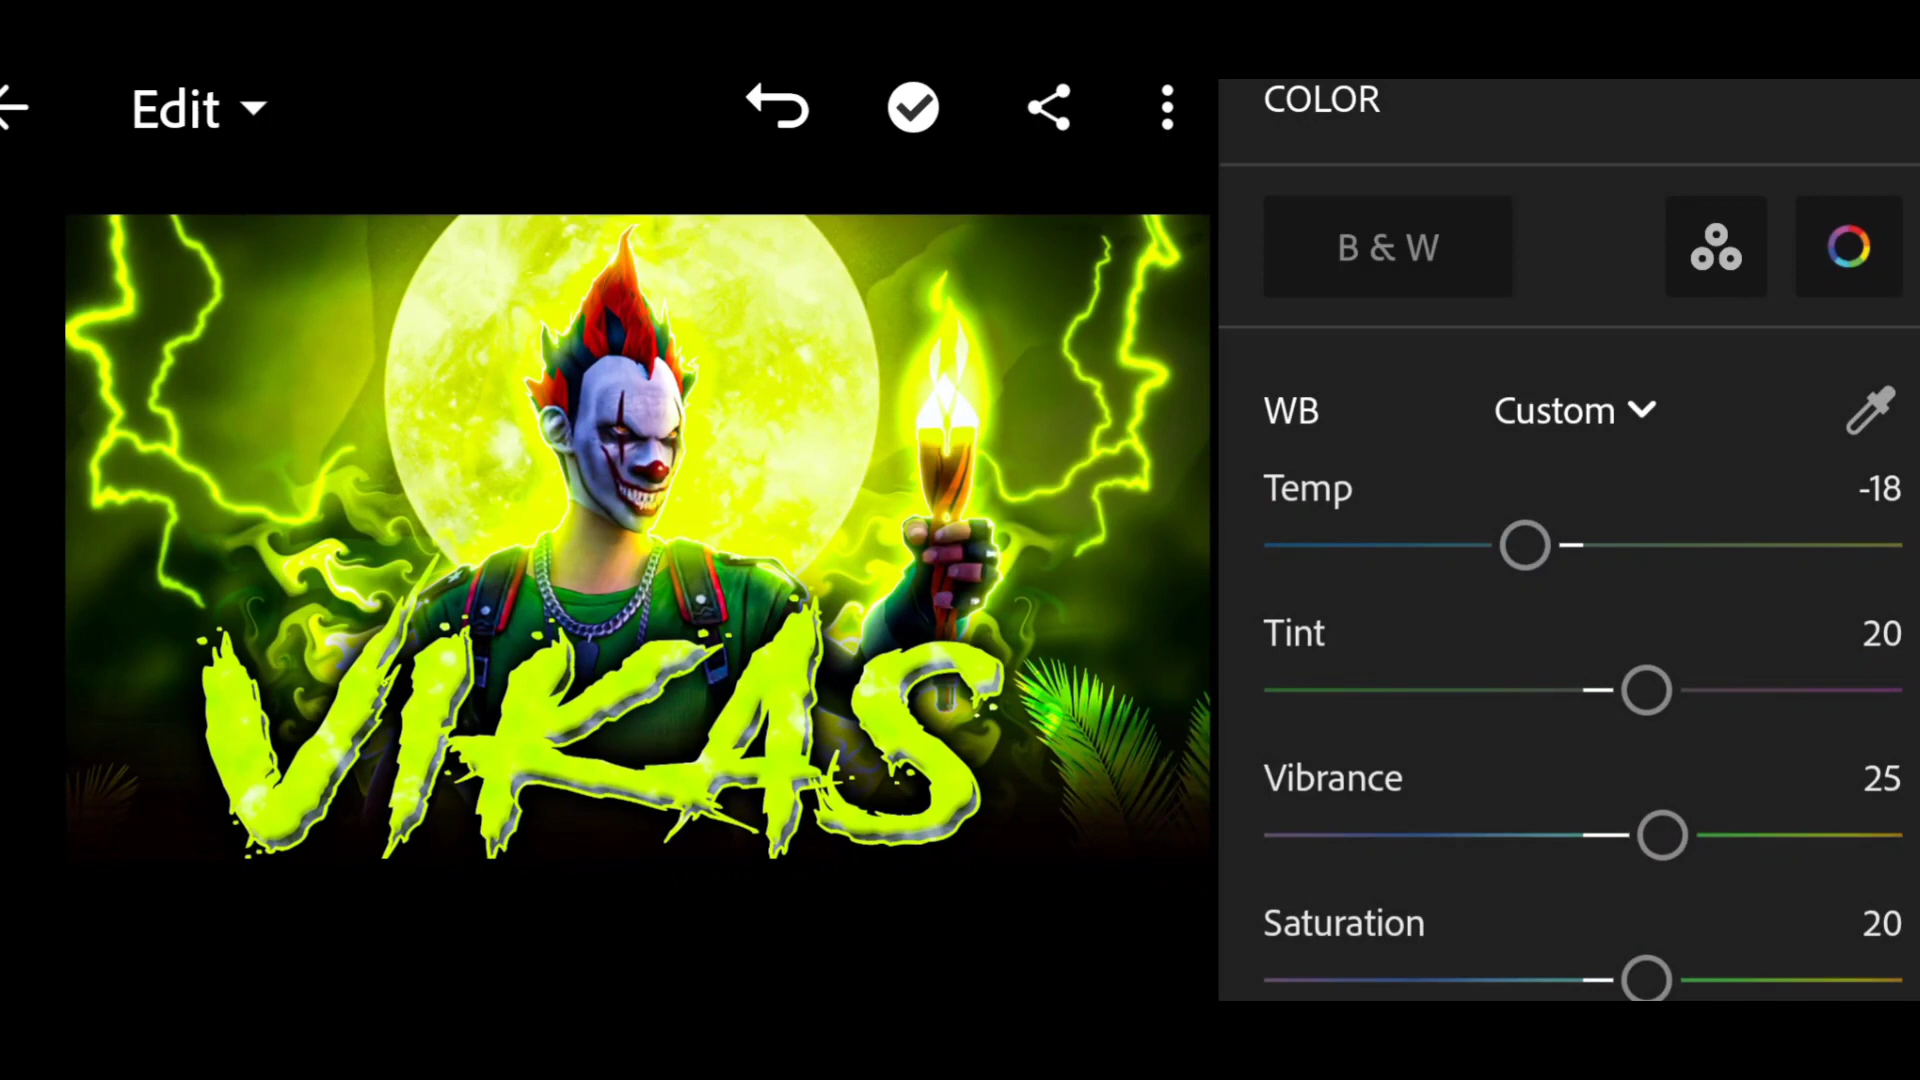 Edit
COLOR
B & W
WB Custom
Temp -18
Tint 20
Vibrance 25
Saturation 20
VIKAS